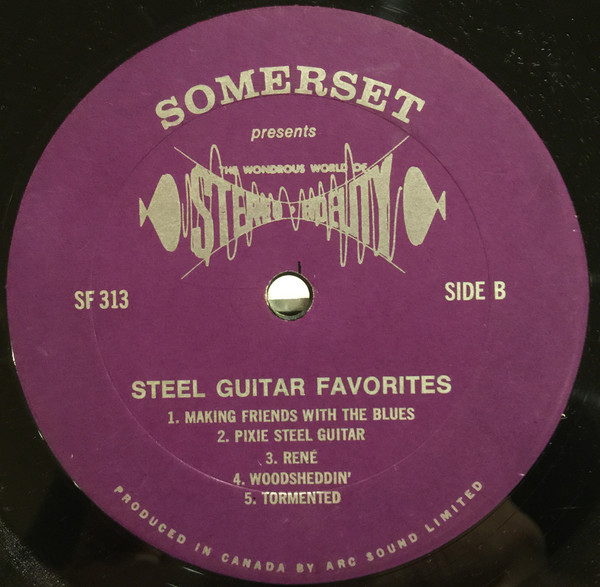 SOMERSET
presents
THE WONDROUS WORLD OF
STEREO - FIDELITY
SF 313
SIDE B
STEEL GUITAR FAVORITES
1. MAKING FRIENDS WITH THE BLUES
2. PIXIE STEEL GUITAR
3. RENÉ
4. WOODSHEDDIN'
5. TORMENTED
PRODUCED IN CANADA BY ARC SOUND LIMITED